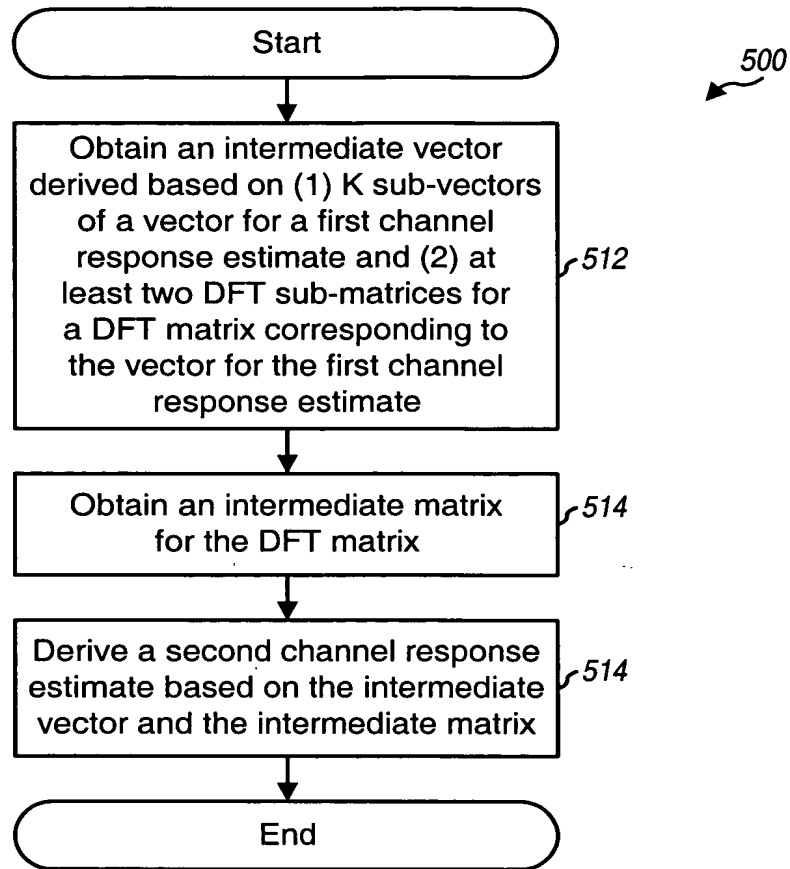 Start
500
Obtain an intermediate vector
derived based on (1) K sub-vectors
of a vector for a first channel
response estimate and (2) at
least two DFT sub-matrices for
a DFT matrix corresponding to
the vector for the first channel
response estimate
512
Obtain an intermediate matrix
for the DFT matrix
514
Derive a second channel response
estimate based on the intermediate
vector and the intermediate matrix
514
End